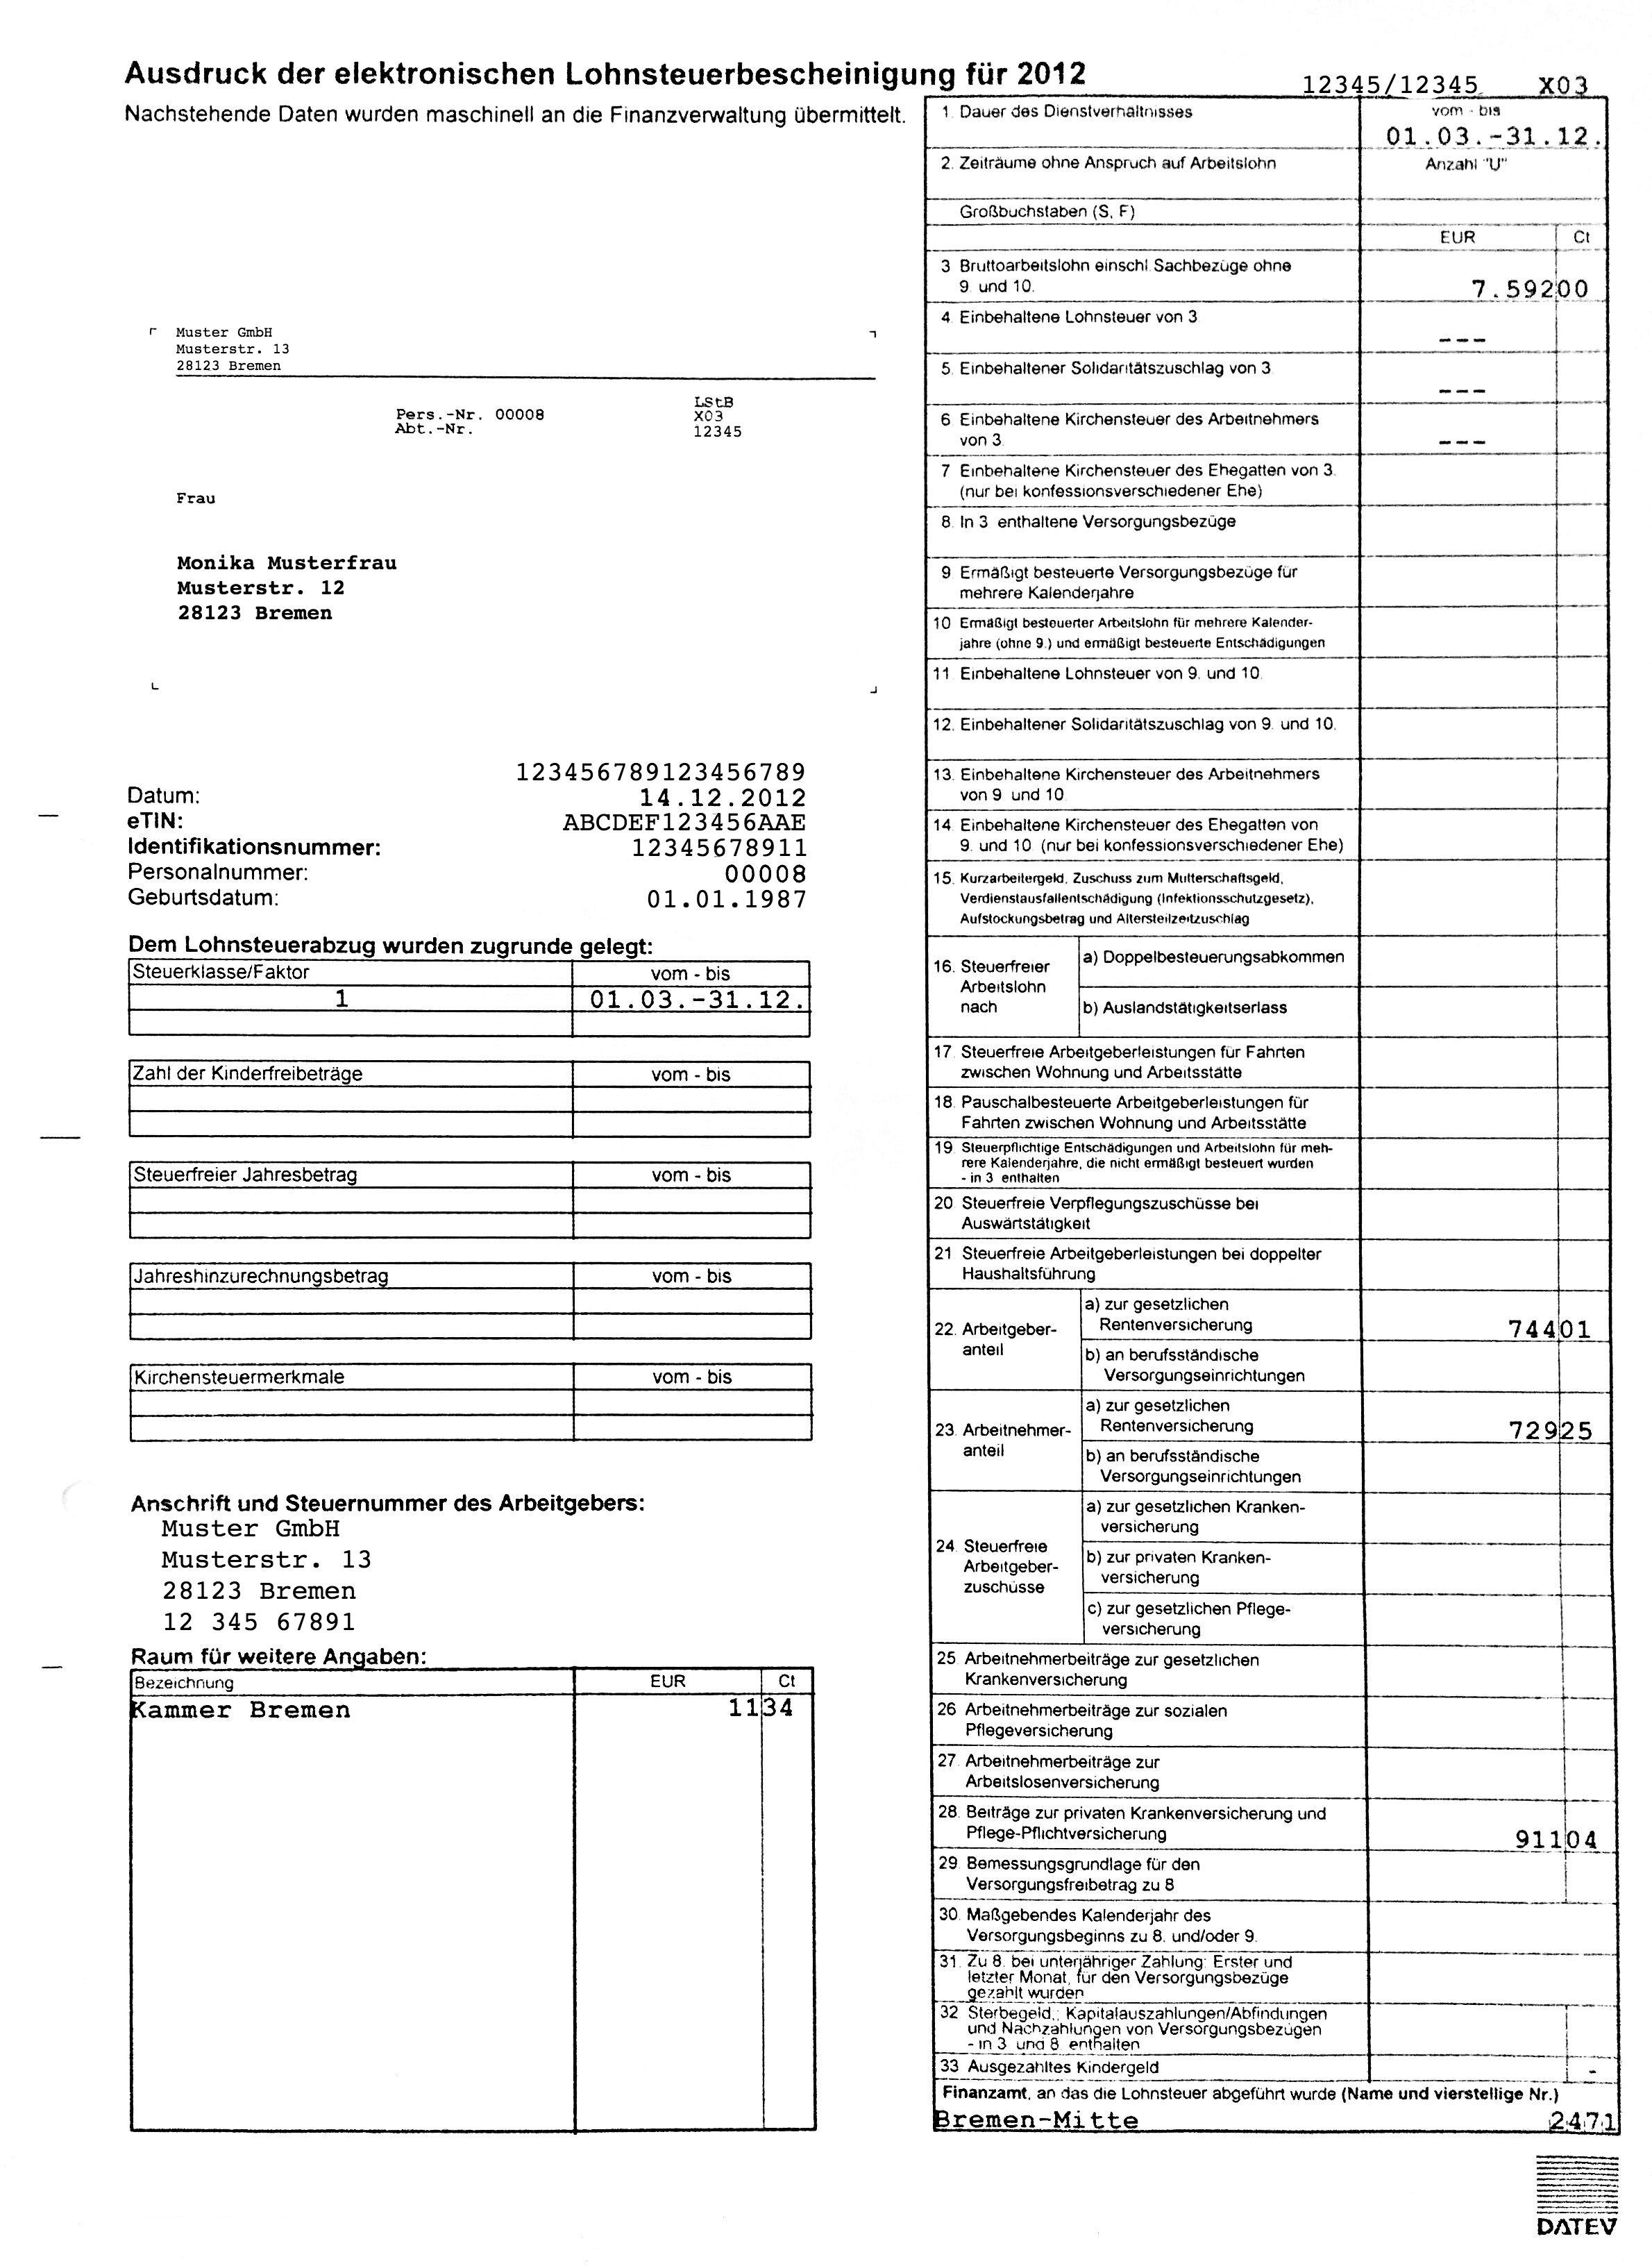 Ausdruck der elektronischen Lohnsteuerbescheinigung für 2012
12345/12345 X03
Nachstehende Daten wurden maschinell an die Finanzverwaltung übermittelt.
Muster GmbH
Musterstr. 13
28123 Bremen
LStB
Pers.-Nr. 00008 X03
Abt.-Nr. 12345
Frau
Monika Musterfrau
Musterstr. 12
28123 Bremen
123456789123456789
Datum: 14.12.2012
eTIN: ABCDEF123456AAE
Identifikationsnummer: 12345678911
Personalnummer: 00008
Geburtsdatum: 01.01.1987
Dem Lohnsteuerabzug wurden zugrunde gelegt:
Steuerklasse/Faktor vom - bis
1 01.03.-31.12.
Zahl der Kinderfreibeträge vom - bis
Steuerfreier Jahresbetrag vom - bis
Jahreshinzurechnungsbetrag vom - bis
Kirchensteuermerkmale vom - bis
Anschrift und Steuernummer des Arbeitgebers:
Muster GmbH
Musterstr. 13
28123 Bremen
12 345 67891
Raum für weitere Angaben:
Bezeichnung EUR Ct
Kammer Bremen 11 34
1. Dauer des Dienstverhältnisses vom - bis
01.03.-31.12.
2. Zeiträume ohne Anspruch auf Arbeitslohn Anzahl "U"
Großbuchstaben (S, F)
EUR Ct
3 Bruttoarbeitslohn einschl. Sachbezüge ohne
9. und 10. 7.592 00
4. Einbehaltene Lohnsteuer von 3
---
5. Einbehaltener Solidaritätszuschlag von 3.
---
6 Einbehaltene Kirchensteuer des Arbeitnehmers
von 3. ---
7 Einbehaltene Kirchensteuer des Ehegatten von 3.
(nur bei konfessionsverschiedener Ehe)
8. In 3 enthaltene Versorgungsbezüge
9. Ermäßigt besteuerte Versorgungsbezüge für
mehrere Kalenderjahre
10 Ermäßigt besteuerter Arbeitslohn für mehrere Kalender-
jahre (ohne 9.) und ermäßigt besteuerte Entschädigungen
11. Einbehaltene Lohnsteuer von 9. und 10.
12. Einbehaltener Solidaritätszuschlag von 9. und 10.
13. Einbehaltene Kirchensteuer des Arbeitnehmers
von 9 und 10
14. Einbehaltene Kirchensteuer des Ehegatten von
9. und 10 (nur bei konfessionsverschiedener Ehe)
15. Kurzarbeitergeld, Zuschuss zum Mutterschaftsgeld,
Verdienstausfallentschädigung (Infektionsschutzgesetz),
Aufstockungsbetrag und Altersteilzeitzuschlag
16. Steuerfreier Arbeitslohn nach
a) Doppelbesteuerungsabkommen
b) Auslandstätigkeitserlass
17. Steuerfreie Arbeitgeberleistungen für Fahrten
zwischen Wohnung und Arbeitsstätte
18. Pauschalbesteuerte Arbeitgeberleistungen für
Fahrten zwischen Wohnung und Arbeitsstätte
19. Steuerpflichtige Entschädigungen und Arbeitslohn für meh-
rere Kalenderjahre, die nicht ermäßigt besteuert wurden
- in 3 enthalten
20 Steuerfreie Verpflegungszuschüsse bei
Auswärtstätigkeit
21 Steuerfreie Arbeitgeberleistungen bei doppelter
Haushaltsführung
22. Arbeitgeber-anteil
a) zur gesetzlichen
Rentenversicherung 744 01
b) an berufsständische
Versorgungseinrichtungen
23. Arbeitnehmer-anteil
a) zur gesetzlichen
Rentenversicherung 729 25
b) an berufsständische
Versorgungseinrichtungen
24. Steuerfreie Arbeitgeber-zuschüsse
a) zur gesetzlichen Kranken-
versicherung
b) zur privaten Kranken-
versicherung
c) zur gesetzlichen Pflege-
versicherung
25 Arbeitnehmerbeiträge zur gesetzlichen
Krankenversicherung
26 Arbeitnehmerbeiträge zur sozialen
Pflegeversicherung
27. Arbeitnehmerbeiträge zur
Arbeitslosenversicherung
28. Beiträge zur privaten Krankenversicherung und
Pflege-Pflichtversicherung 911 04
29. Bemessungsgrundlage für den
Versorgungsfreibetrag zu 8
30. Maßgebendes Kalenderjahr des
Versorgungsbeginns zu 8. und/oder 9.
31. Zu 8. bei unterjähriger Zahlung: Erster und
letzter Monat, für den Versorgungsbezüge
gezahlt wurden
32 Sterbegeld,; Kapitalauszahlungen/Abfindungen
und Nachzahlungen von Versorgungsbezügen
- in 3 und 8. enthalten
33 Ausgezahltes Kindergeld -
Finanzamt, an das die Lohnsteuer abgeführt wurde (Name und vierstellige Nr.)
Bremen-Mitte 2471
DATEV